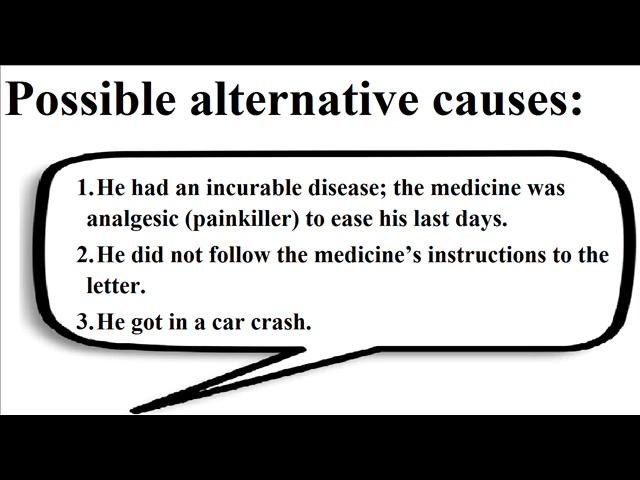 Possible alternative causes:
1.He had an incurable disease; the medicine was
analgesic (painkiller) to ease his last days.
2.He did not follow the medicine’s instructions to the
letter.
3.He got in a car crash.